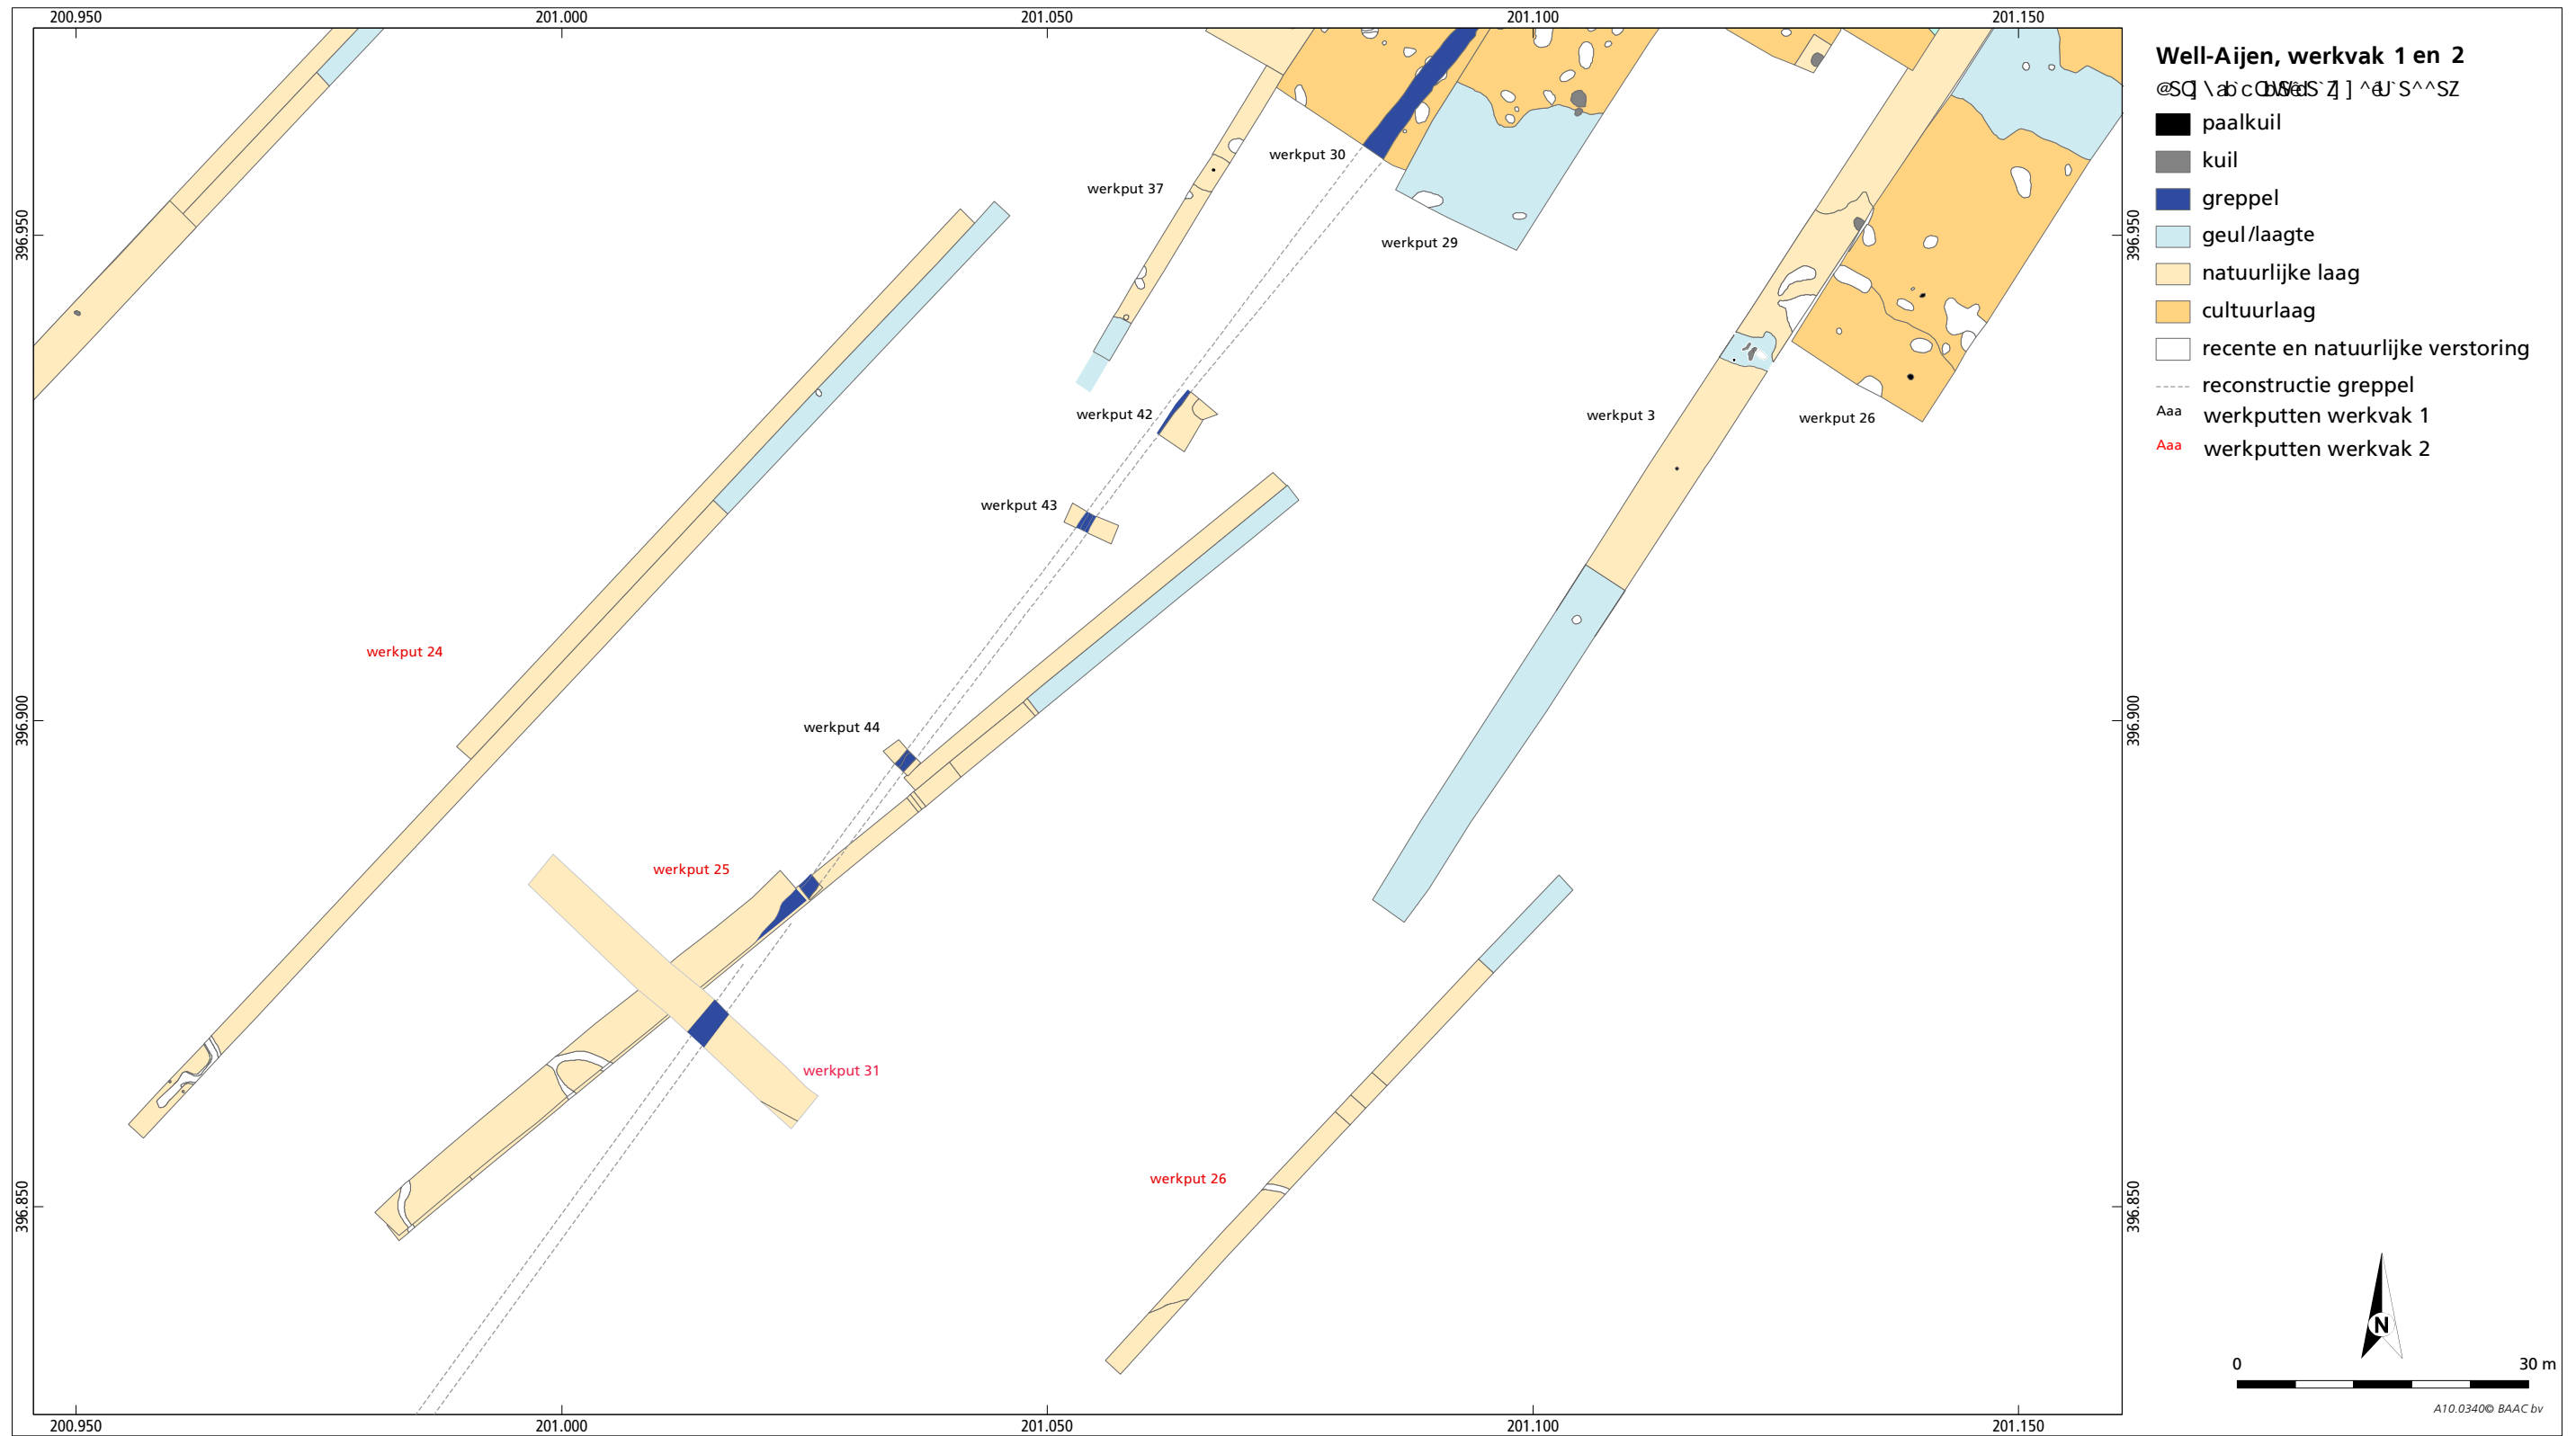 200.950 201.000 201.050 201.100 201.150
Well-Aijen, werkvak 1 en 2
paalkuil
kuil
greppel
geul/laagte
natuurlijke laag
cultuurlaag
recente en natuurlijke verstoring
reconstructie greppel
Aaa werkputten werkvak 1
Aaa werkputten werkvak 2
werkput 30
werkput 37
werkput 29
396.950
396.950
werkput 42
werkput 3
werkput 26
werkput 43
werkput 24
396.900
396.900
werkput 44
werkput 25
werkput 31
werkput 26
396.850
396.850
N
0 30 m
A10.0340© BAAC bv
200.950 201.000 201.050 201.100 201.150